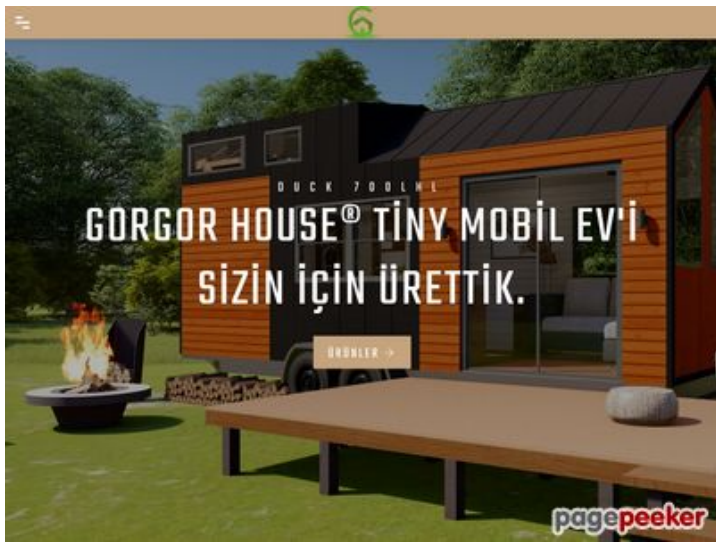 DUCK 700LHL
GORGOR HOUSE® TİNY MOBİL EV'İ
SİZİN İÇİN ÜRETTİK.
ÜRÜNLER →
pagepeeker